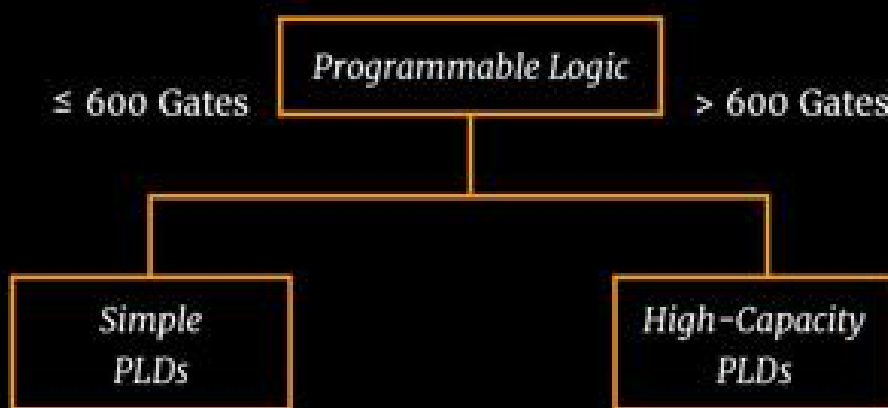 Programmable Logic
≤ 600 Gates
> 600 Gates
Simple
PLDs
High-Capacity
PLDs